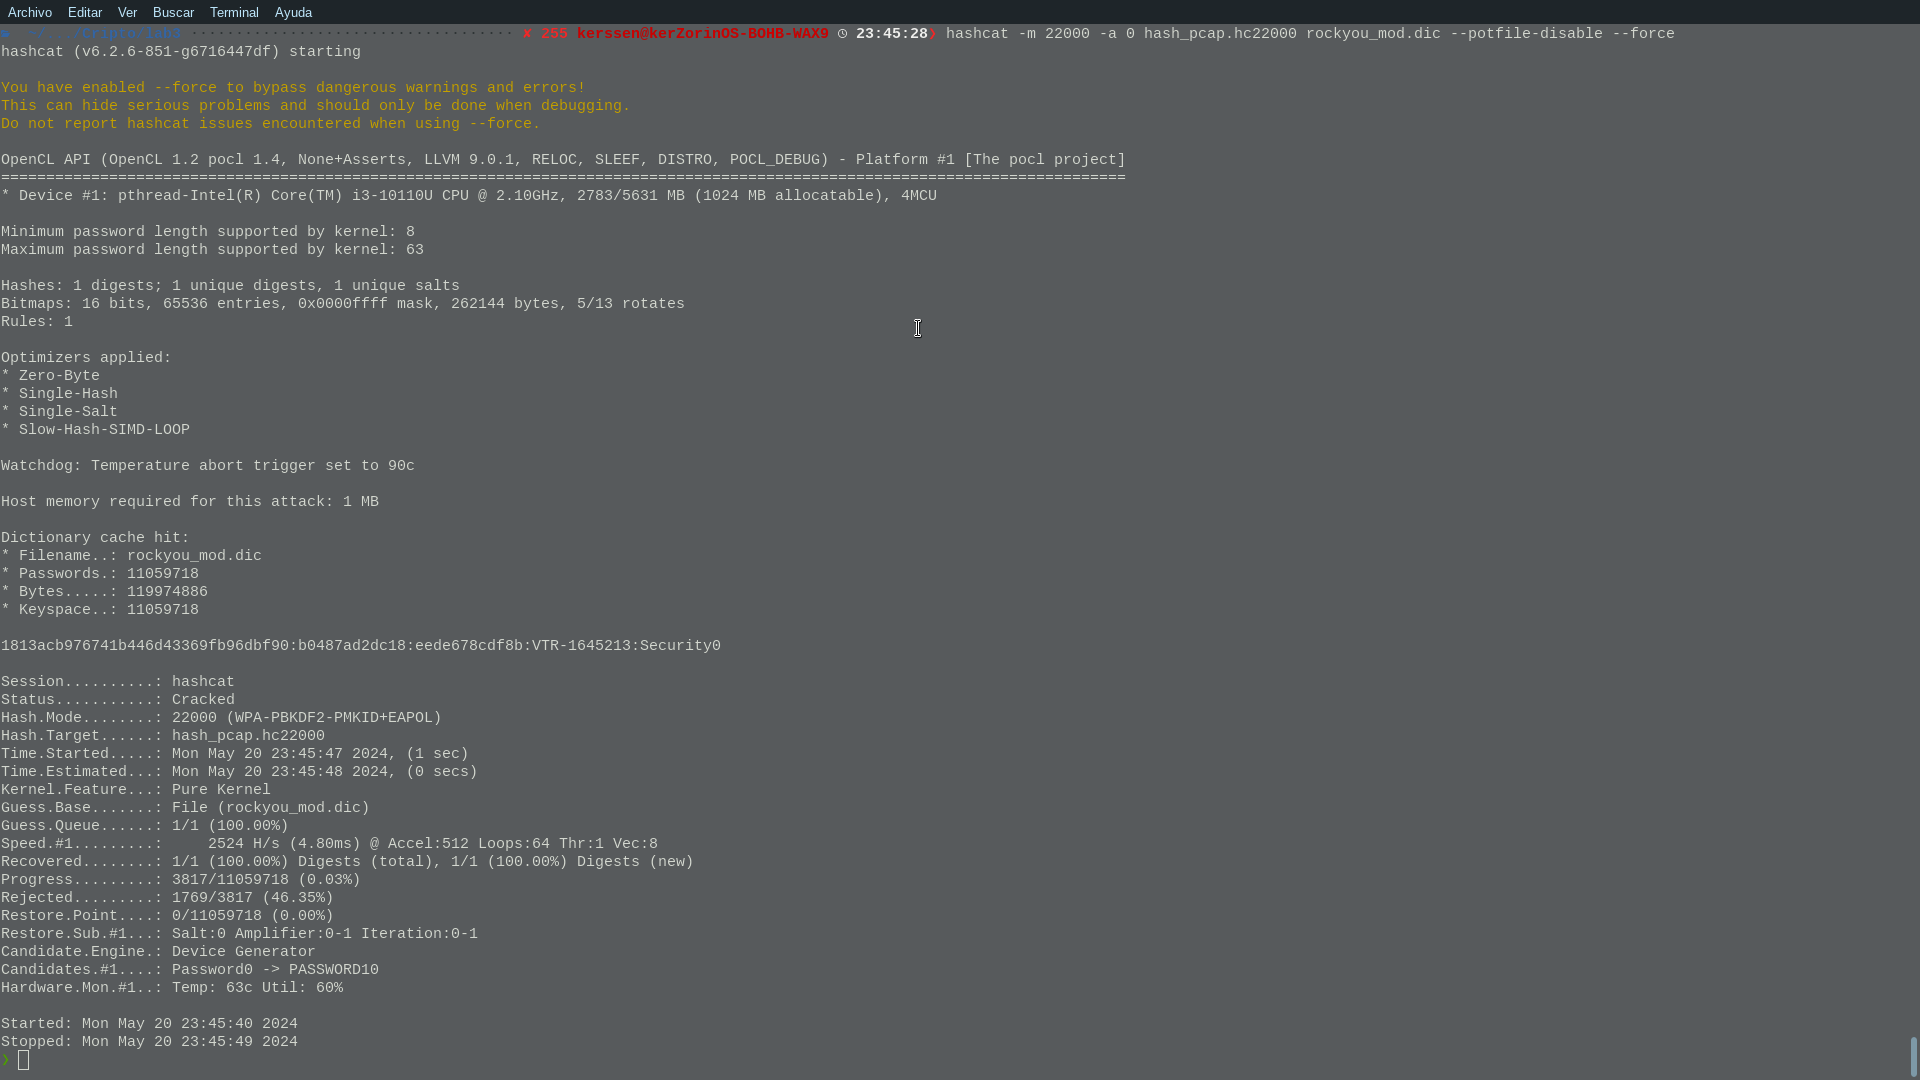 Archivo Editar Ver Buscar Terminal Ayuda
x 255 kerssen@kerZorinOS-BOHB-WAX9 23:45:28❯ hashcat -m 22000 -a 0 hash_pcap.hc22000 rockyou_mod.dic --potfile-disable --force
hashcat (v6.2.6-851-g6716447df) starting
You have enabled --force to bypass dangerous warnings and errors!
This can hide serious problems and should only be done when debugging.
Do not report hashcat issues encountered when using --force.
OpenCL API (OpenCL 1.2 pocl 1.4, None+Asserts, LLVM 9.0.1, RELOC, SLEEF, DISTRO, POCL_DEBUG) - Platform #1 [The pocl project]
=============================================================================================================================
* Device #1: pthread-Intel(R) Core(TM) i3-10110U CPU @ 2.10GHz, 2783/5631 MB (1024 MB allocatable), 4MCU
Minimum password length supported by kernel: 8
Maximum password length supported by kernel: 63
Hashes: 1 digests; 1 unique digests, 1 unique salts
Bitmaps: 16 bits, 65536 entries, 0x0000ffff mask, 262144 bytes, 5/13 rotates
Rules: 1
Optimizers applied:
* Zero-Byte
* Single-Hash
* Single-Salt
* Slow-Hash-SIMD-LOOP
Watchdog: Temperature abort trigger set to 90c
Host memory required for this attack: 1 MB
Dictionary cache hit:
* Filename..: rockyou_mod.dic
* Passwords.: 11059718
* Bytes.....: 119974886
* Keyspace..: 11059718
1813acb976741b446d43369fb96dbf90:b0487ad2dc18:eede678cdf8b:VTR-1645213:Security0
Session..........: hashcat
Status...........: Cracked
Hash.Mode........: 22000 (WPA-PBKDF2-PMKID+EAPOL)
Hash.Target......: hash_pcap.hc22000
Time.Started.....: Mon May 20 23:45:47 2024, (1 sec)
Time.Estimated...: Mon May 20 23:45:48 2024, (0 secs)
Kernel.Feature...: Pure Kernel
Guess.Base.......: File (rockyou_mod.dic)
Guess.Queue......: 1/1 (100.00%)
Speed.#1.........:     2524 H/s (4.80ms) @ Accel:512 Loops:64 Thr:1 Vec:8
Recovered........: 1/1 (100.00%) Digests (total), 1/1 (100.00%) Digests (new)
Progress.........: 3817/11059718 (0.03%)
Rejected.........: 1769/3817 (46.35%)
Restore.Point....: 0/11059718 (0.00%)
Restore.Sub.#1...: Salt:0 Amplifier:0-1 Iteration:0-1
Candidate.Engine.: Device Generator
Candidates.#1....: Password0 -> PASSWORD10
Hardware.Mon.#1..: Temp: 63c Util: 60%
Started: Mon May 20 23:45:40 2024
Stopped: Mon May 20 23:45:49 2024
❯